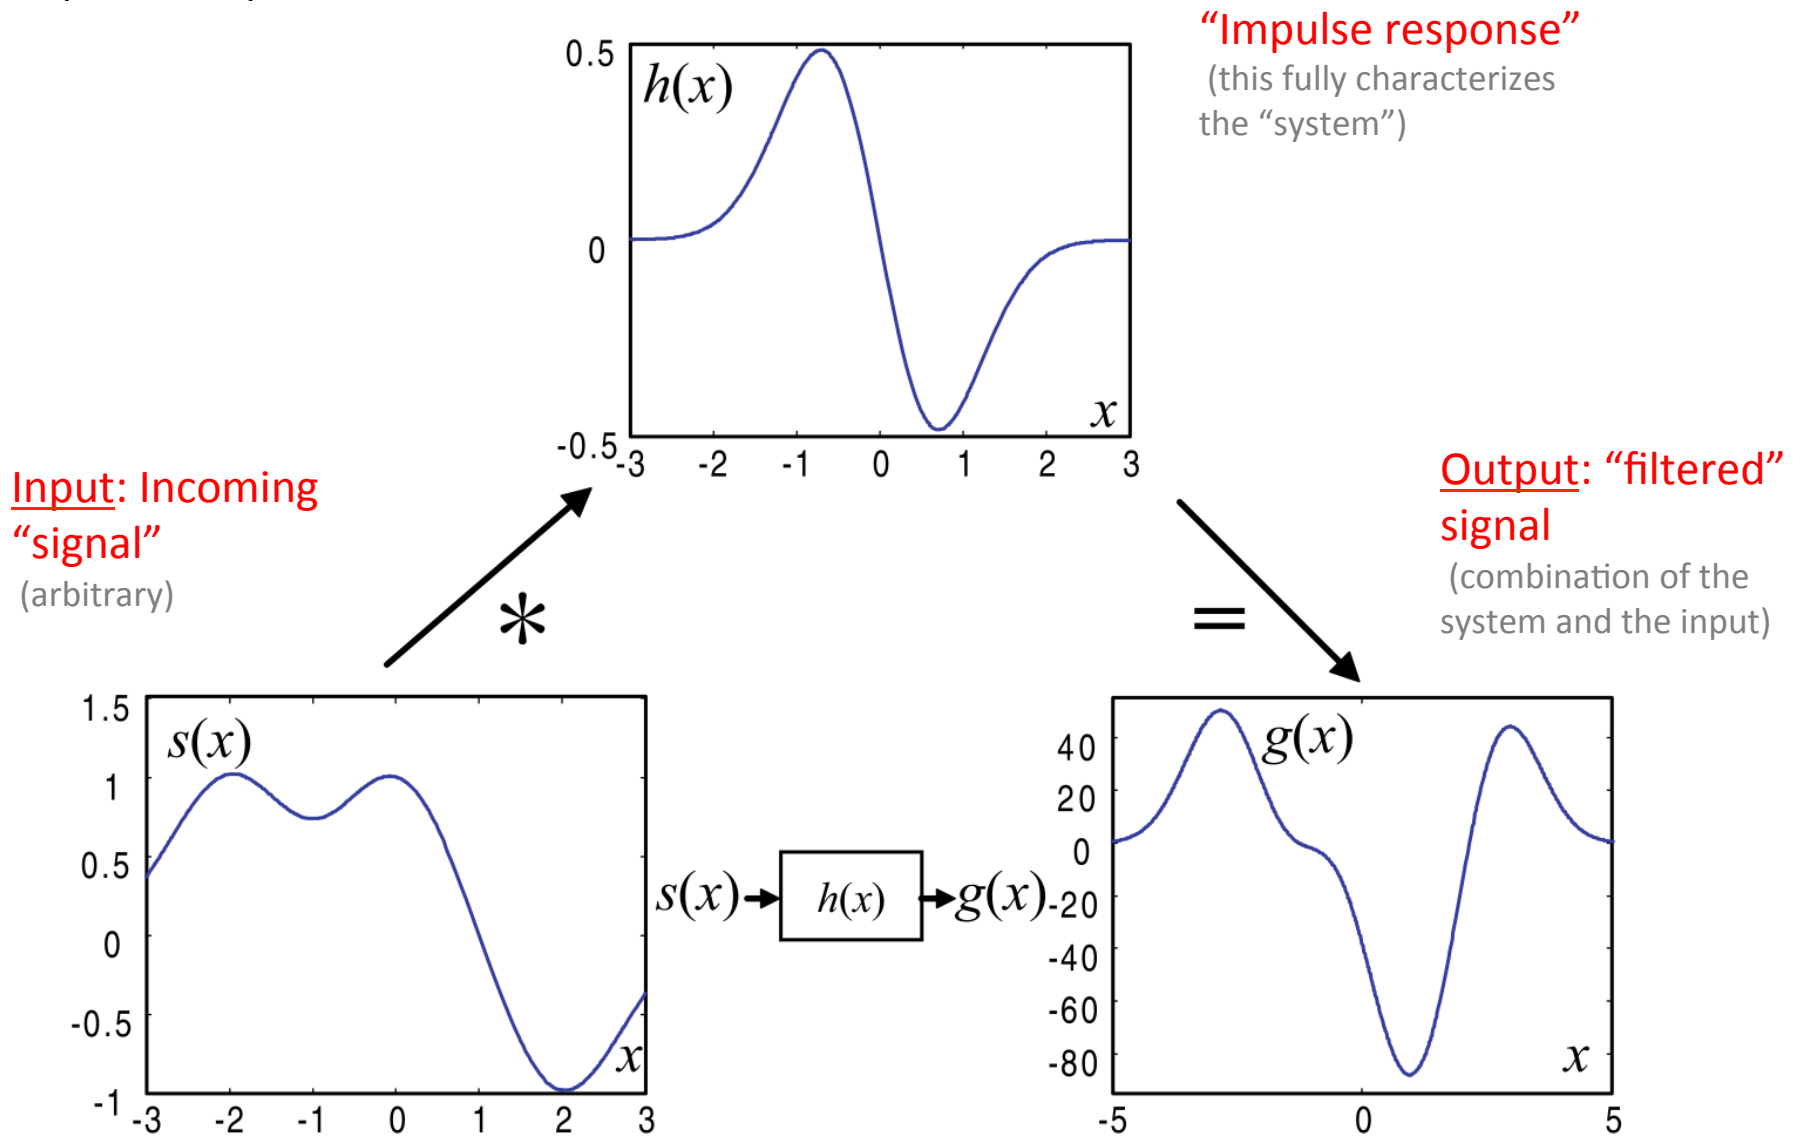 “Impulse response”
(this fully characterizes
the “system”)
0.5
h(x)
0
-0.5
x
-3 -2 -1 0 1 2 3
Input: Incoming
“signal”
(arbitrary)
*
=
Output: “filtered”
signal
(combination of the
system and the input)
1.5
s(x)
1
0.5
0
-0.5
x
-1
-3 -2 -1 0 1 2 3
s(x) h(x) g(x)
40
g(x)
20
0
-20
-40
-60
-80
x
-5 0 5